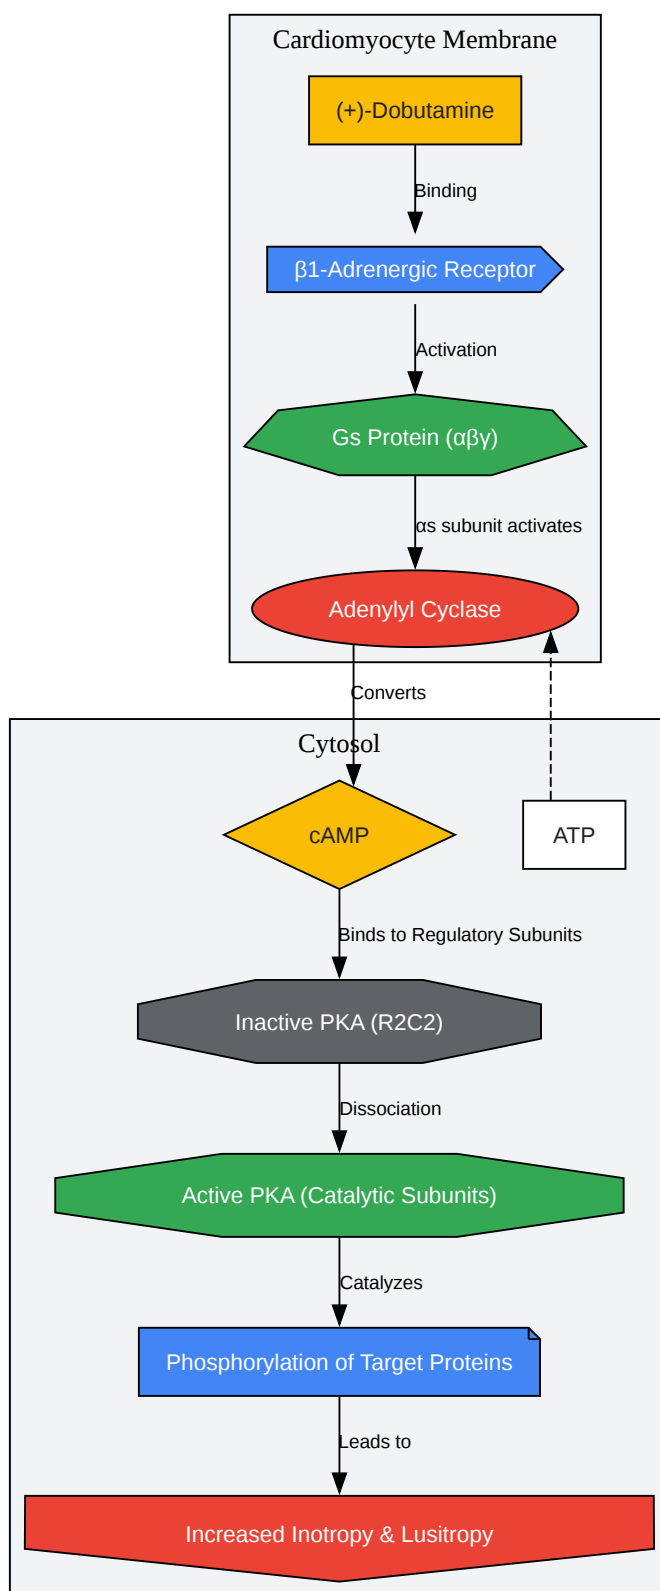 Cardiomyocyte Membrane
(+)-Dobutamine
Binding
β1-Adrenergic Receptor
Activation
Gs Protein (αβγ)
αs subunit activates
Adenylyl Cyclase
Converts
Cytosol
cAMP
ATP
Binds to Regulatory Subunits
Inactive PKA (R2C2)
Dissociation
Active PKA (Catalytic Subunits)
Catalyzes
Phosphorylation of Target Proteins
Leads to
Increased Inotropy & Lusitropy